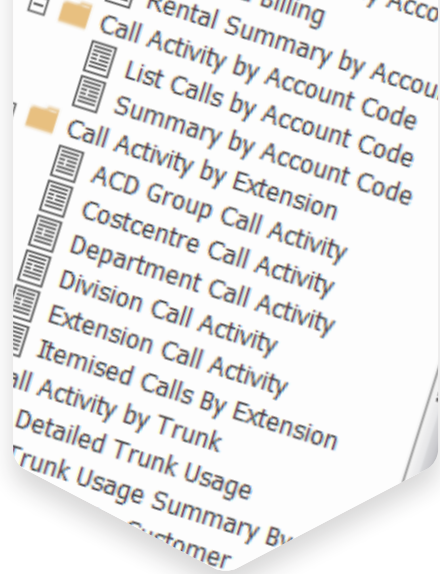 Billing
Rental Summary by
Call Activity by Account Code
List Calls by Account Code
Summary by Account Code
Call Activity by Extension
ACD Group Call Activity
Costcentre Call Activity
Department Call Activity
Division Call Activity
Extension Call Activity
Itemised Calls By Extension
Activity by Trunk
Detailed Trunk Usage
Trunk Usage Summary By
Customer